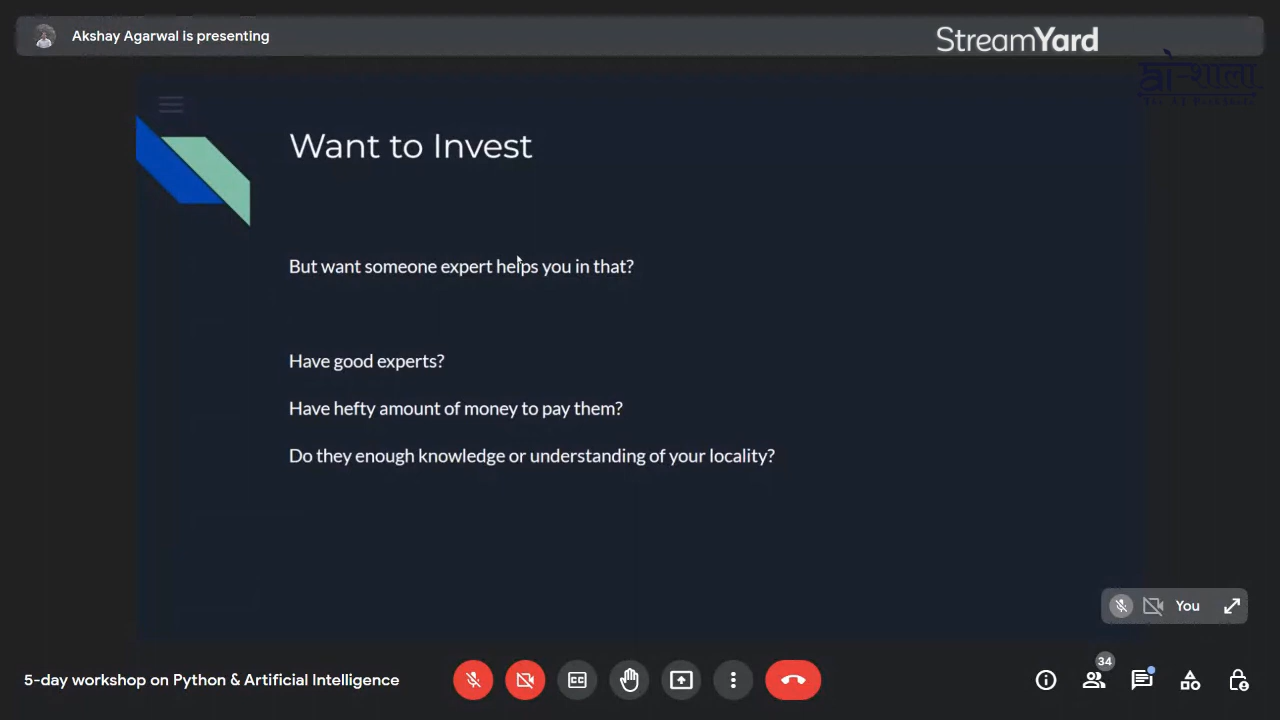 Akshay Agarwal is presenting
StreamYard
ai-शाला
Want to Invest
But want someone expert helps you in that?
Have good experts?
Have hefty amount of money to pay them?
Do they enough knowledge or understanding of your locality?
You
34
5-day workshop on Python & Artificial Intelligence